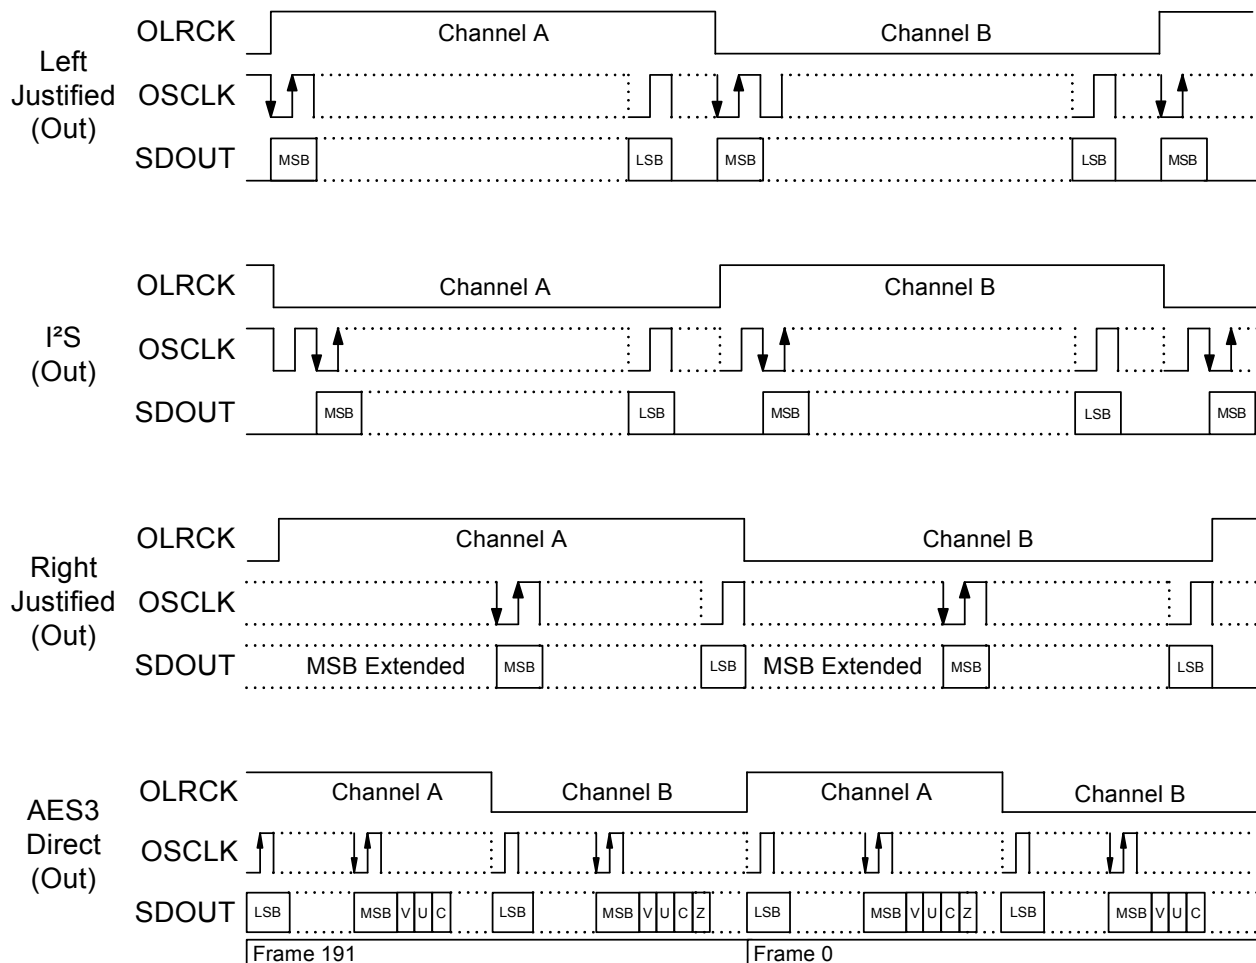 OLRCK Channel A Channel B
Left
Justified
(Out)
OSCLK
SDOUT MSB LSB MSB LSB MSB
OLRCK Channel A Channel B
I²S
(Out)
OSCLK
SDOUT MSB LSB MSB LSB MSB
OLRCK Channel A Channel B
Right
Justified
(Out)
OSCLK
SDOUT MSB Extended MSB LSB MSB Extended MSB LSB
OLRCK Channel A Channel B Channel A Channel B
AES3
Direct
(Out)
OSCLK
SDOUT LSB MSB V U C LSB MSB V U C Z LSB MSB V U C Z LSB MSB V U C
Frame 191 Frame 0